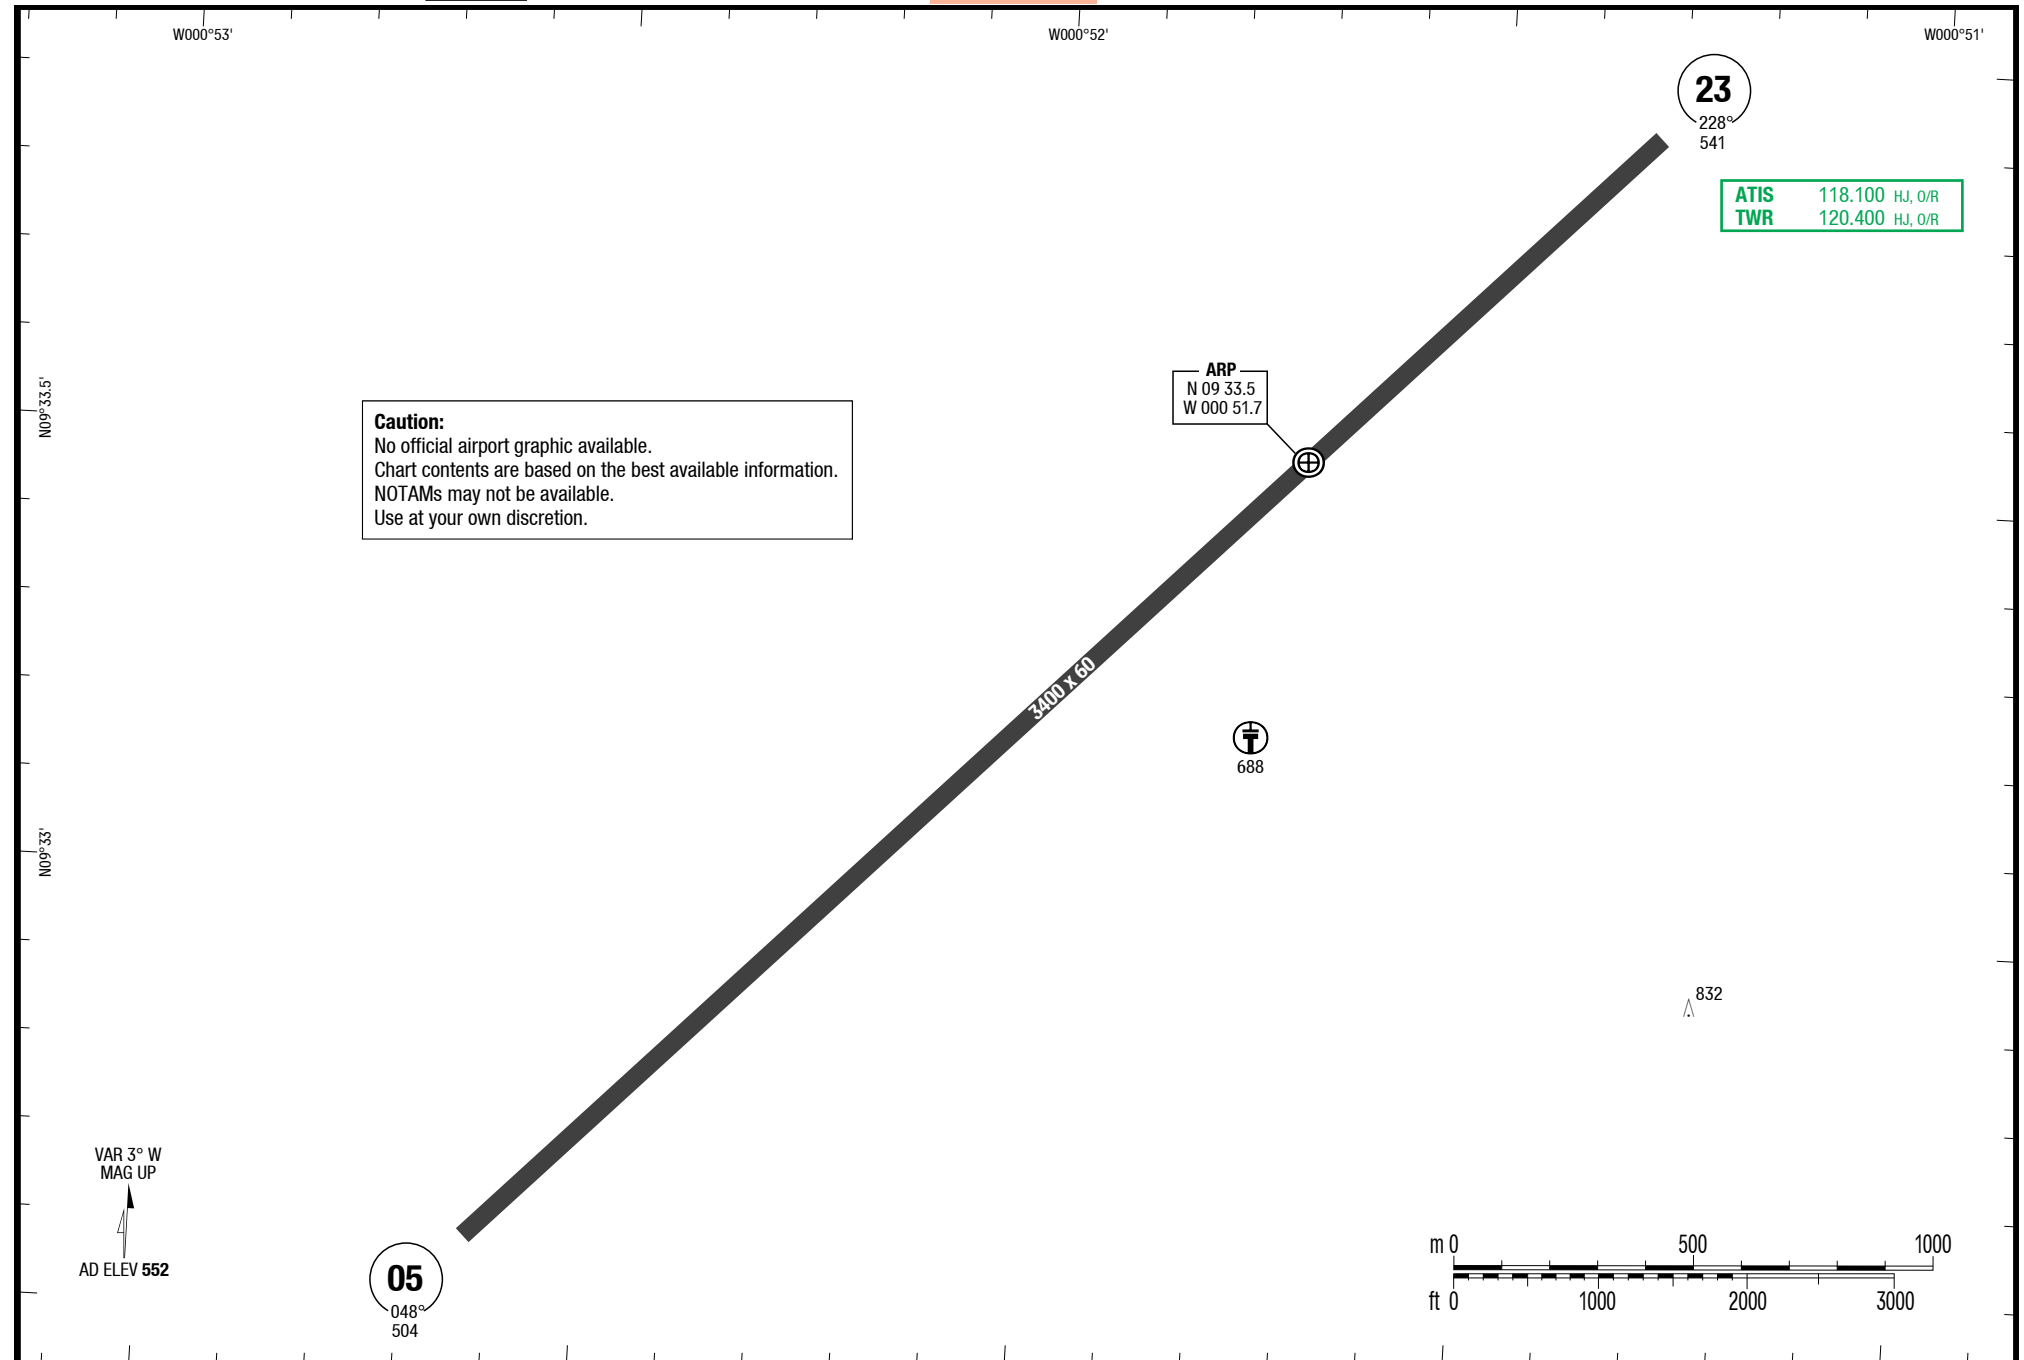 W000°53'
W000°52'
W000°51'
23
228°
541
ATIS 118.100 HJ, O/R
TWR 120.400 HJ, O/R
ARP
N 09 33.5
W 000 51.7
N09°33.5'
Caution:
No official airport graphic available.
Chart contents are based on the best available information.
NOTAMs may not be available.
Use at your own discretion.
3400 x 60
688
N09°33'
832
VAR 3° W
MAG UP
AD ELEV 552
05
048°
504
m 0 500 1000
ft 0 1000 2000 3000